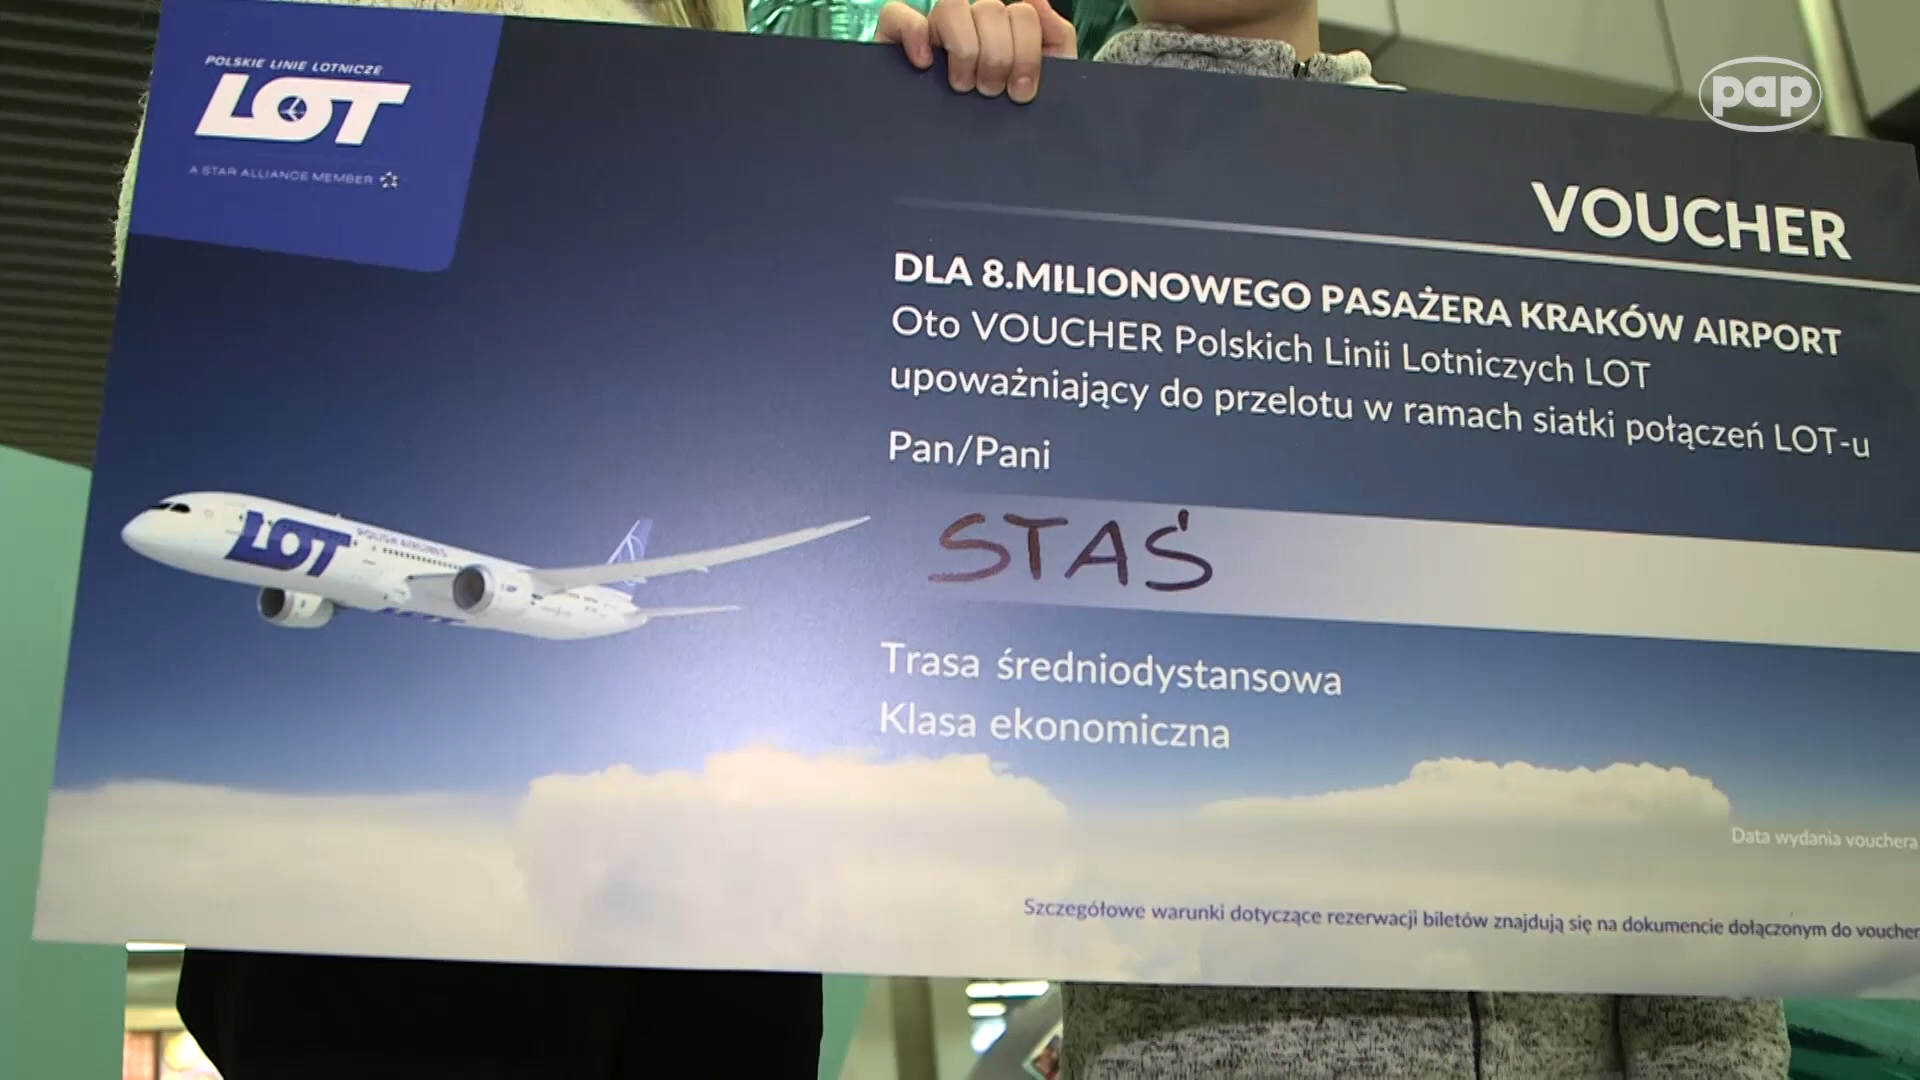 POLSKIE LINIE LOTNICZE
LOT
A STAR ALLIANCE MEMBER
pap
VOUCHER
DLA 8.MILIONOWEGO PASAŻERA KRAKÓW AIRPORT
Oto VOUCHER Polskich Linii Lotniczych LOT
upoważniający do przelotu w ramach siatki połączeń LOT-u
Pan/Pani
STAŚ
LOT POLISH AIRLINES
Trasa średniodystansowa
Klasa ekonomiczna
Data wydania vouchera
Szczegółowe warunki dotyczące rezerwacji biletów znajdują się na dokumencie dołączonym do voucher